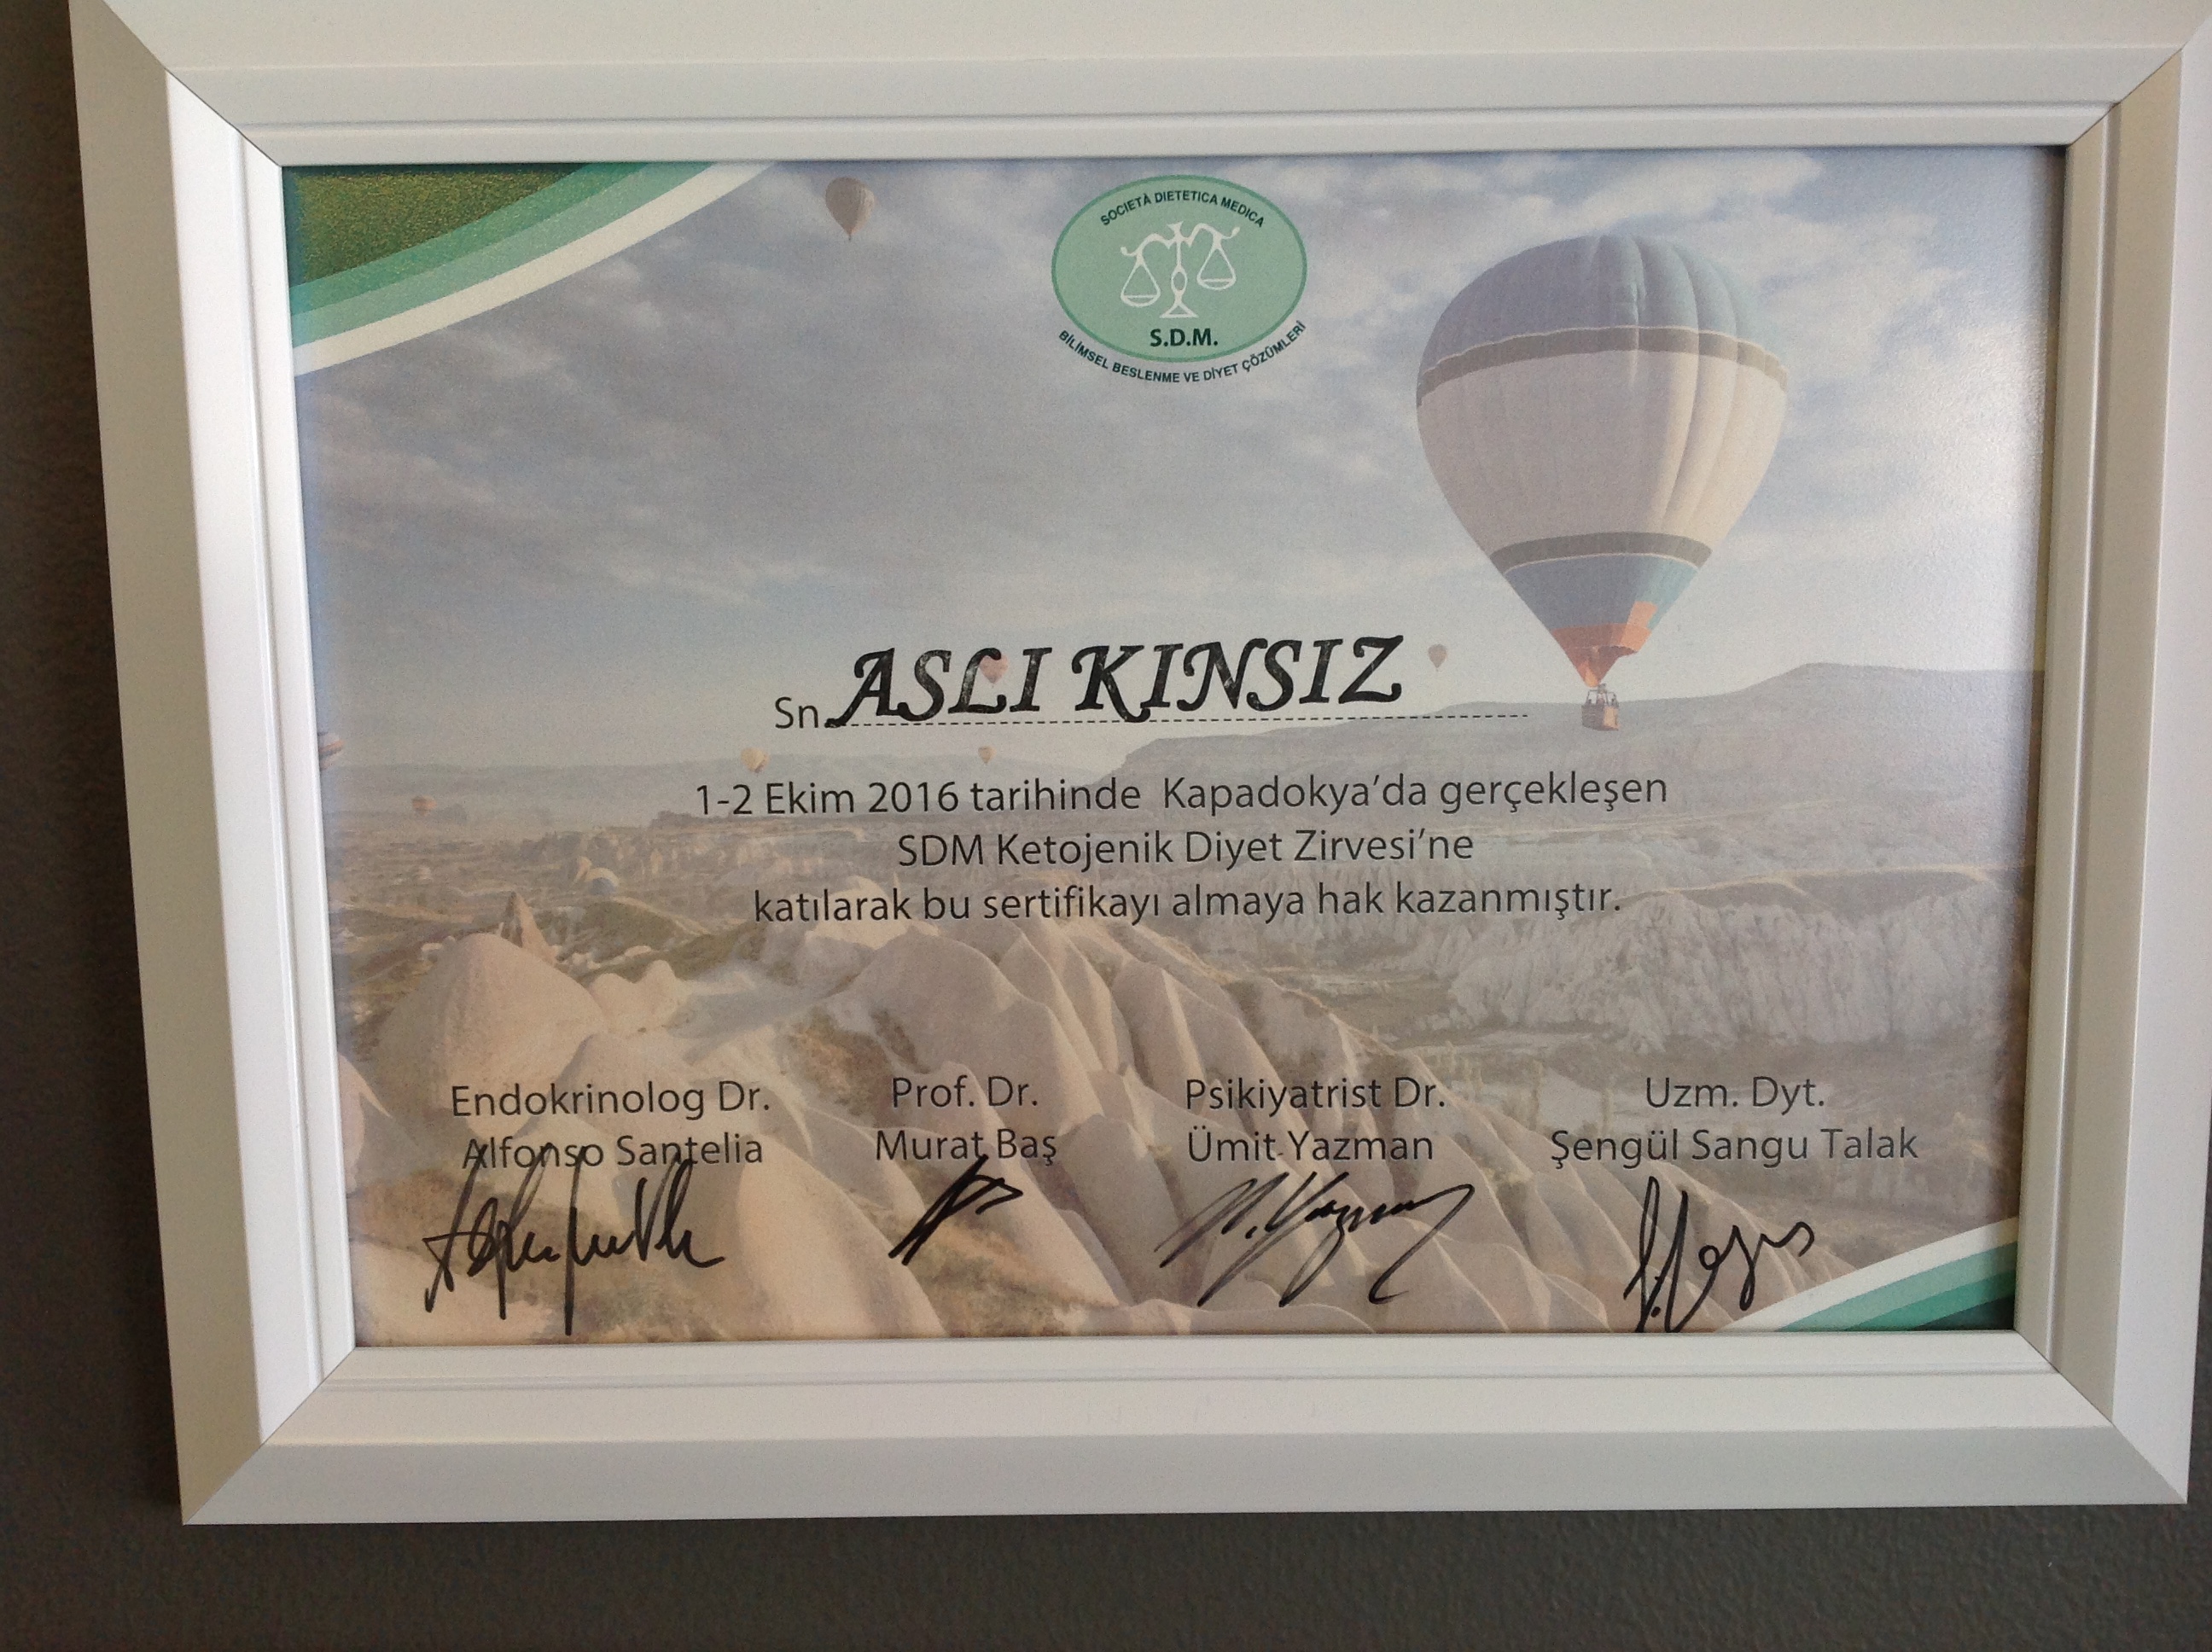 SOCIETÀ DIETETICA MEDICA
S.D.M.
BİLİMSEL BESLENME VE DİYET ÇÖZÜMLERİ
Sn. ASLI KINSIZ
1-2 Ekim 2016 tarihinde Kapadokya'da gerçekleşen
SDM Ketojenik Diyet Zirvesi'ne
katılarak bu sertifikayı almaya hak kazanmıştır.
Endokrinolog Dr.
Alfonso Santelia
Prof. Dr.
Murat Baş
Psikiyatrist Dr.
Ümit Yazman
Uzm. Dyt.
Şengül Sangu Talak